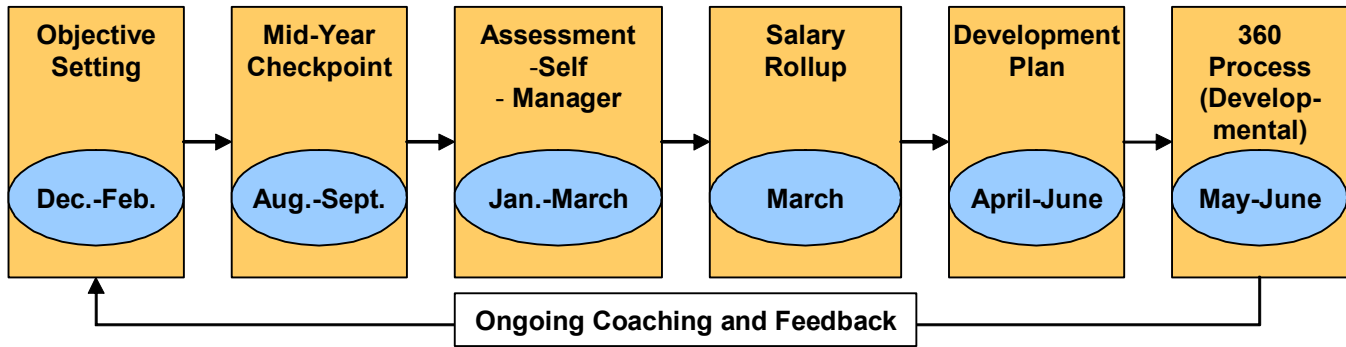 Objective
Setting
Dec.-Feb.
Mid-Year
Checkpoint
Aug.-Sept.
Assessment
-Self
- Manager
Jan.-March
Salary
Rollup
March
Development
Plan
April-June
360
Process
(Develop-
mental)
May-June
Ongoing Coaching and Feedback